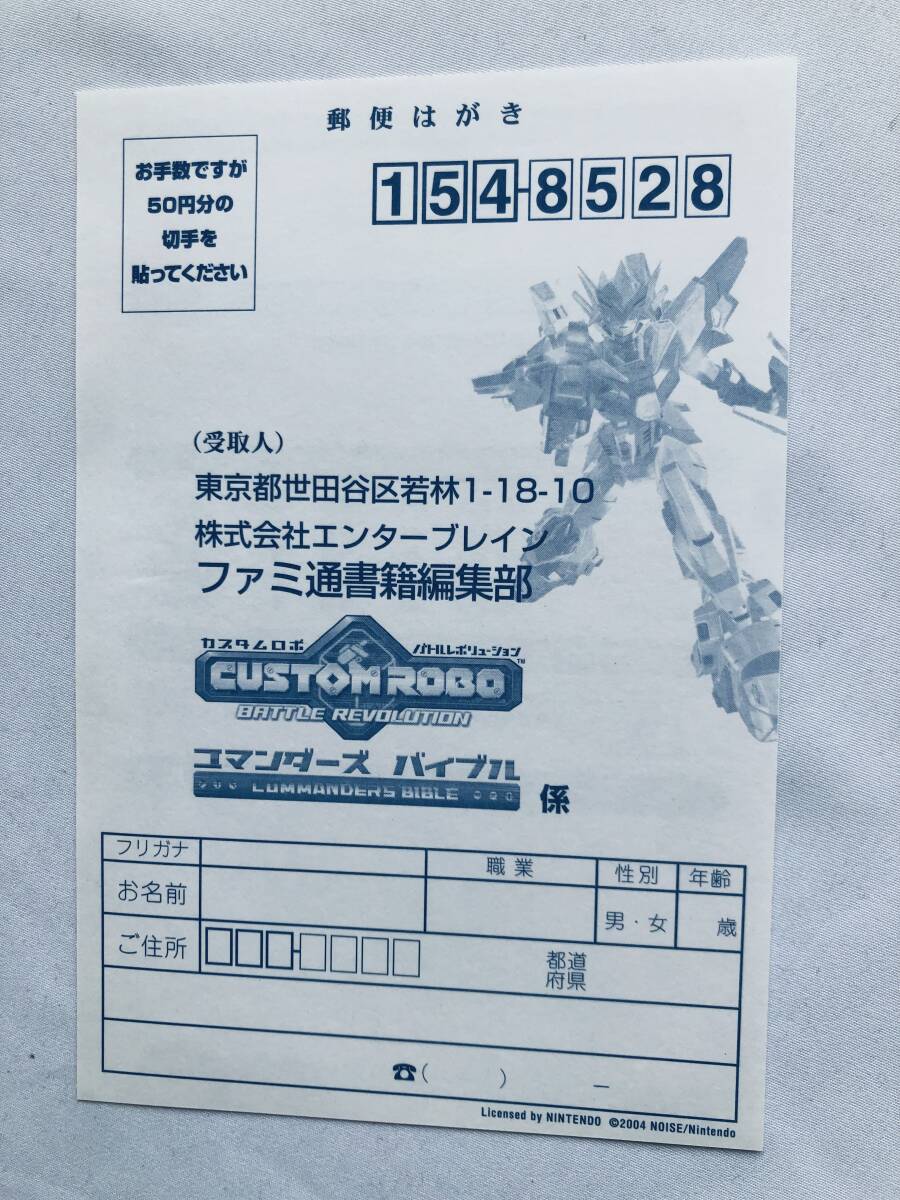 郵便はがき
お手数ですが
50円分の
切手を
貼ってください
154-8528
(受取人)
東京都世田谷区若林1-18-10
株式会社エンターブレイン
ファミ通書籍編集部
カスタムロボ バトルレボリューション
CUSTOM ROBO™
BATTLE REVOLUTION
コマンダーズ バイブル
COMMANDERS BIBLE 係
フリガナ 職業 性別 年齢
お名前 男・女 歳
ご住所 都道
府県
☎( ) －
Licensed by NINTENDO ©2004 NOISE/Nintendo